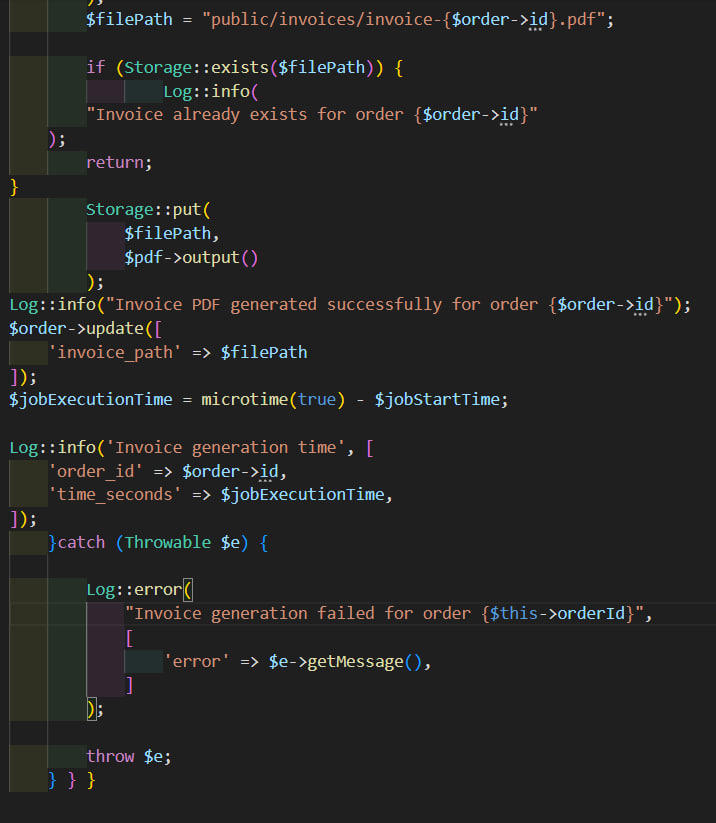 );
$filePath = "public/invoices/invoice-{$order->id}.pdf";
if (Storage::exists($filePath)) {
Log::info(
"Invoice already exists for order {$order->id}"
);
return;
}
Storage::put(
$filePath,
$pdf->output()
);
Log::info("Invoice PDF generated successfully for order {$order->id}");
$order->update([
'invoice_path' => $filePath
]);
$jobExecutionTime = microtime(true) - $jobStartTime;
Log::info('Invoice generation time', [
'order_id' => $order->id,
'time_seconds' => $jobExecutionTime,
]);
}catch (Throwable $e) {
Log::error(
"Invoice generation failed for order {$this->orderId}",
[
'error' => $e->getMessage(),
]
);
throw $e;
} } }